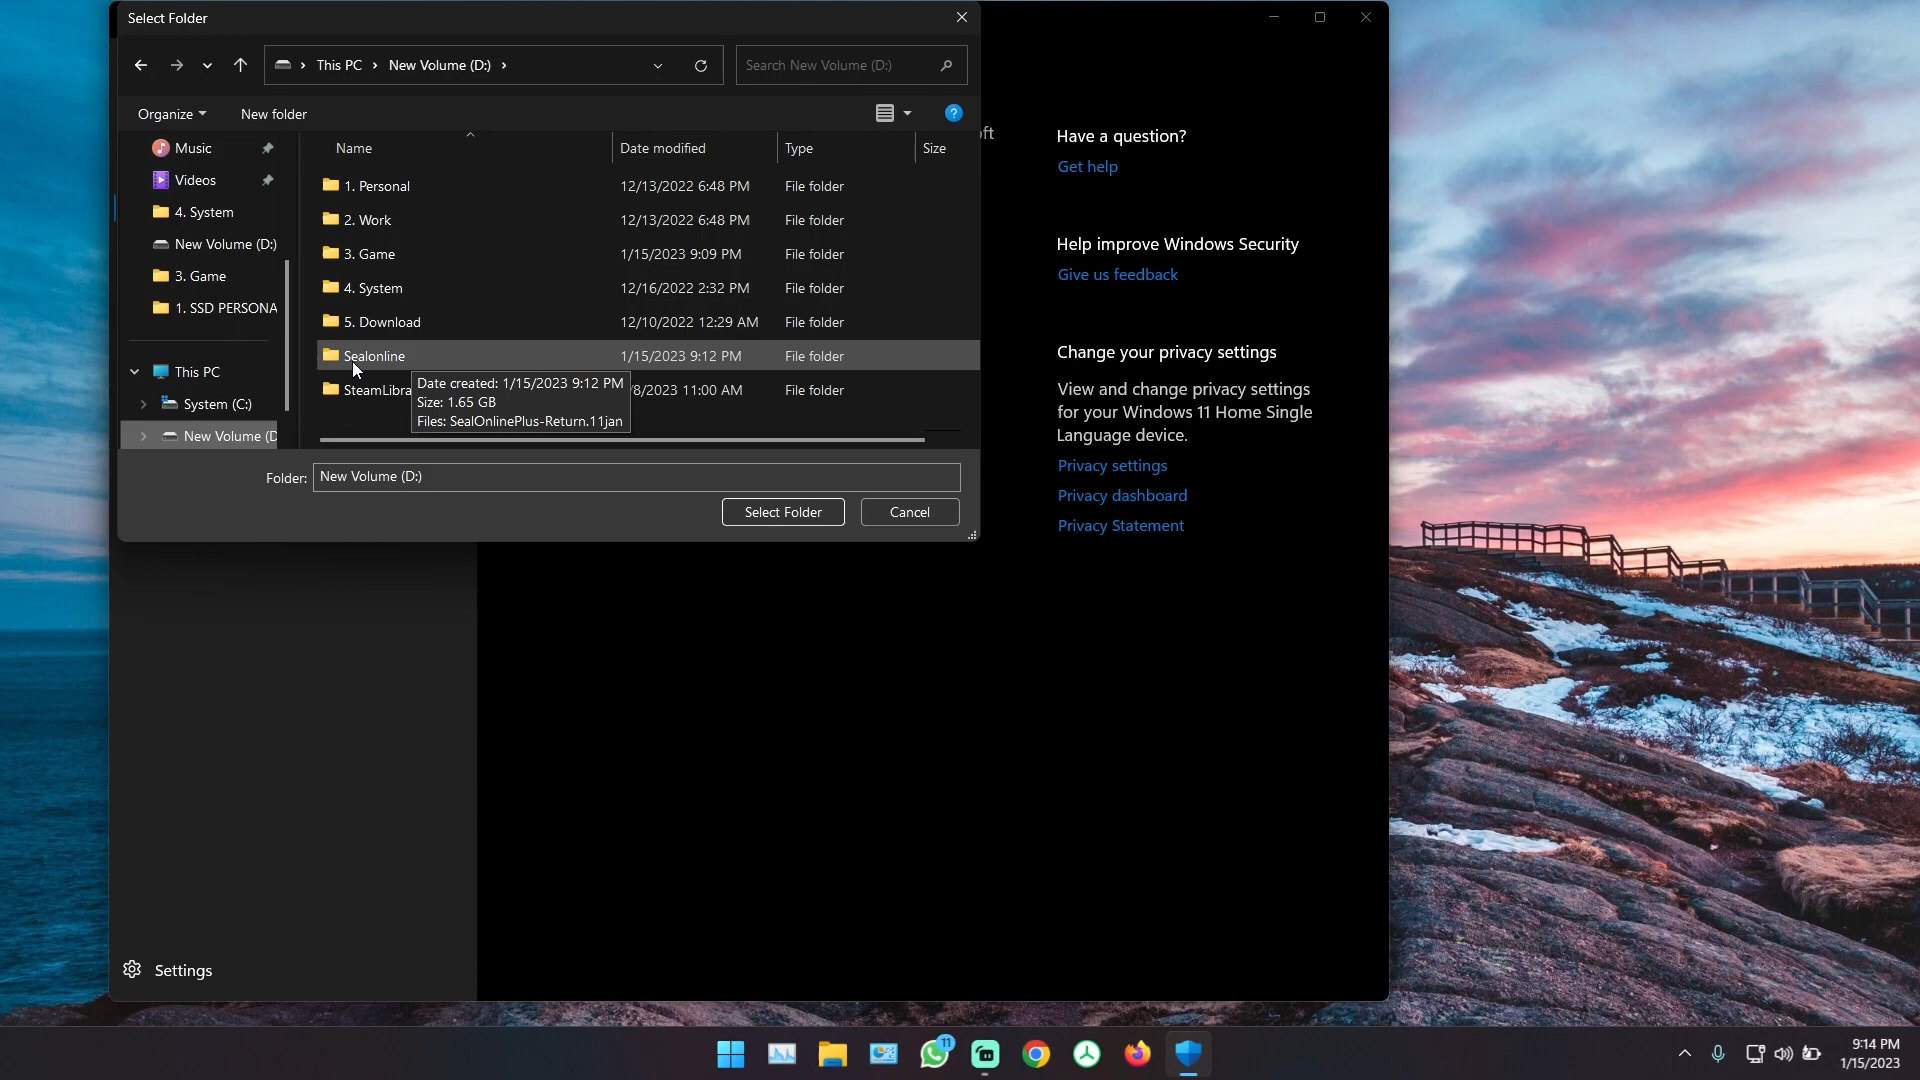 Select Folder
This PC > New Volume (D:) >
Search New Volume (D:)
Organize
New folder
?
Music
Videos
4. System
New Volume (D:)
3. Game
1. SSD PERSONA
This PC
System (C:)
New Volume (D
Name Date modified Type Size
1. Personal 12/13/2022 6:48 PM File folder
2. Work 12/13/2022 6:48 PM File folder
3. Game 1/15/2023 9:09 PM File folder
4. System 12/16/2022 2:32 PM File folder
5. Download 12/10/2022 12:29 AM File folder
Sealonline 1/15/2023 9:12 PM File folder
SteamLibra /8/2023 11:00 AM File folder
Date created: 1/15/2023 9:12 PM
Size: 1.65 GB
Files: SealOnlinePlus-Return.11jan
Folder: New Volume (D:)
Select Folder
Cancel
oft
Have a question?
Get help
Help improve Windows Security
Give us feedback
Change your privacy settings
View and change privacy settings
for your Windows 11 Home Single
Language device.
Privacy settings
Privacy dashboard
Privacy Statement
Settings
11
9:14 PM
1/15/2023